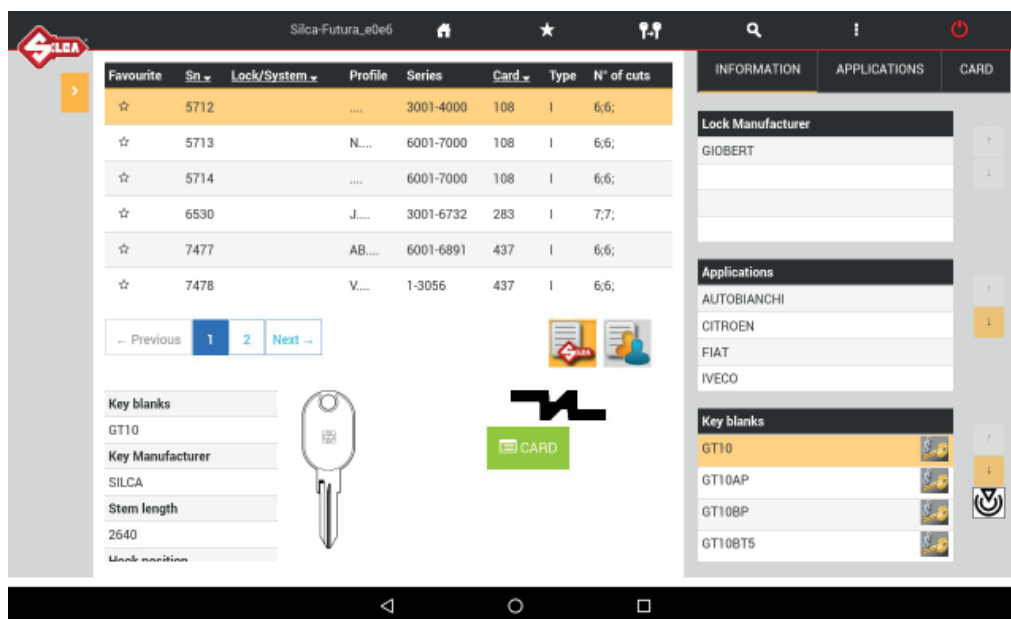 SILCA
Silca-Futura_e0e6
INFORMATION APPLICATIONS CARD
Favourite Sn Lock/System Profile Series Card Type N° of cuts
5712 .... 3001-4000 108 I 6;6;
5713 N.... 6001-7000 108 I 6;6;
5714 .... 6001-7000 108 I 6;6;
6530 J.... 3001-6732 283 I 7;7;
7477 AB.... 6001-6891 437 I 6;6;
7478 V.... 1-3056 437 I 6;6;
← Previous 1 2 Next →
SILCA
Key blanks
GT10
Key Manufacturer
SILCA
Stem length
2640
Hook position
CARD
Lock Manufacturer
GIOBERT
Applications
AUTOBIANCHI
CITROEN
FIAT
IVECO
Key blanks
GT10
GT10AP
GT10BP
GT10BT5